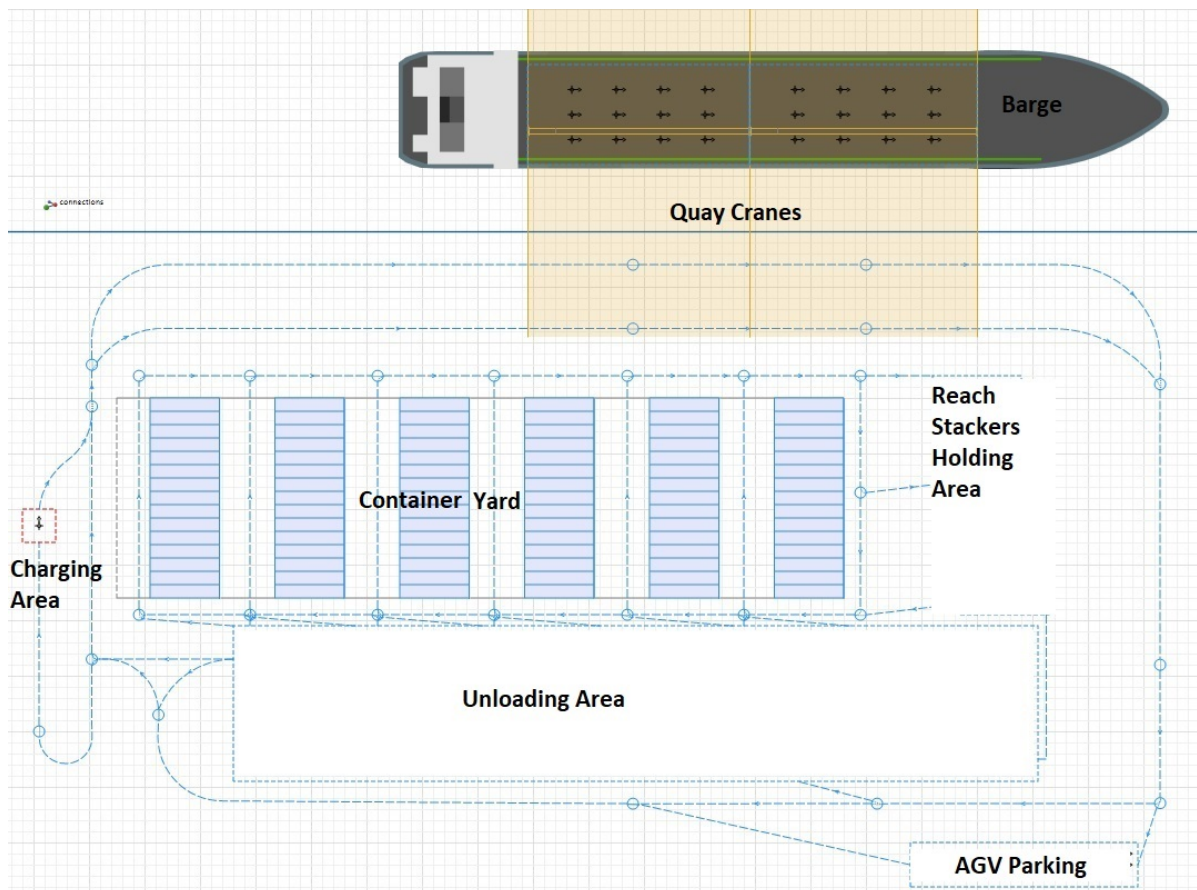 Barge
Quay Cranes
connections
Reach
Stackers
Holding
Area
Container Yard
Charging
Area
Unloading Area
AGV Parking